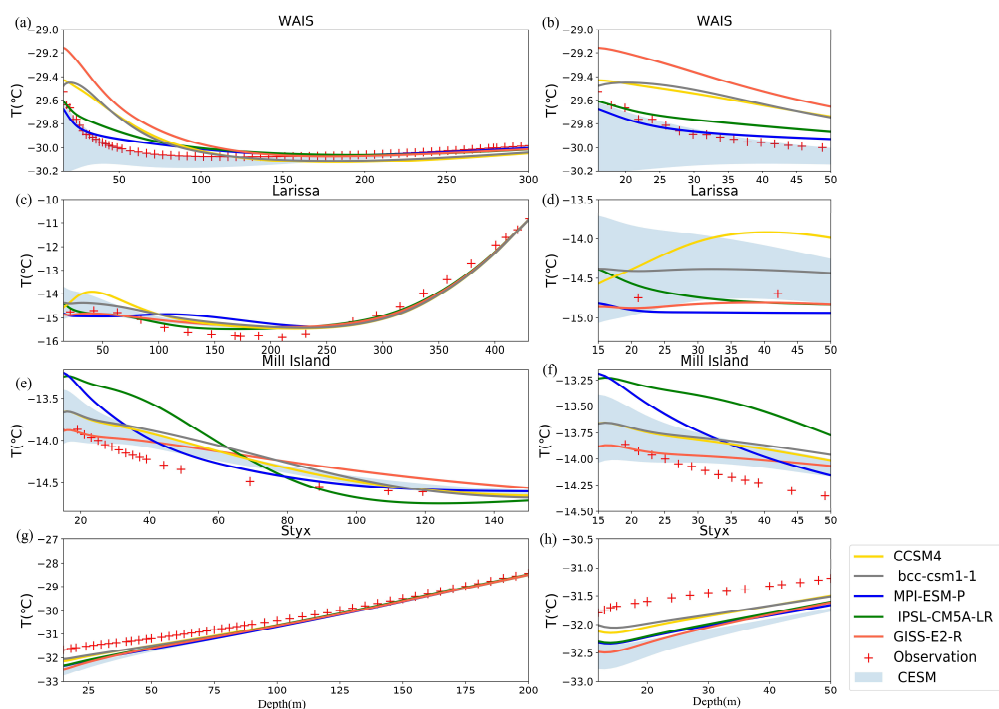 (a) WAIS (b) WAIS
−29.0 −29.0
−29.2 −29.2
−29.4 −29.4
T(℃) −29.6 T(℃) −29.6
−29.8 −29.8
−30.0 −30.0
−30.2 −30.2
50 100 150 200 250 300 20 25 30 35 40 45 50
(c) Larissa (d) Larissa
−10 −13.5
−11
−12 −14.0
T(℃) −13 T(℃)
−14 −14.5
−15 −15.0
−16
50 100 150 200 250 300 350 400 15 20 25 30 35 40 45 50
(e) Mill Island (f) Mill Island
−13.25
−13.5 −13.50
−13.75
T(℃) −14.0 T(℃) −14.00
−14.25
−14.5 −14.50
20 40 60 80 100 120 140 15 20 25 30 35 40 45 50
(g) Styx (h) Styx
−27 −30.5
−28 −31.0
−29
T(℃) −30 T(℃) −31.5
−31 −32.0
−32 −32.5
−33 −33.0
25 50 75 100 125 150 175 200 20 30 40 50
Depth(m) Depth(m)
CCSM4
bcc-csm1-1
MPI-ESM-P
IPSL-CM5A-LR
GISS-E2-R
Observation
CESM